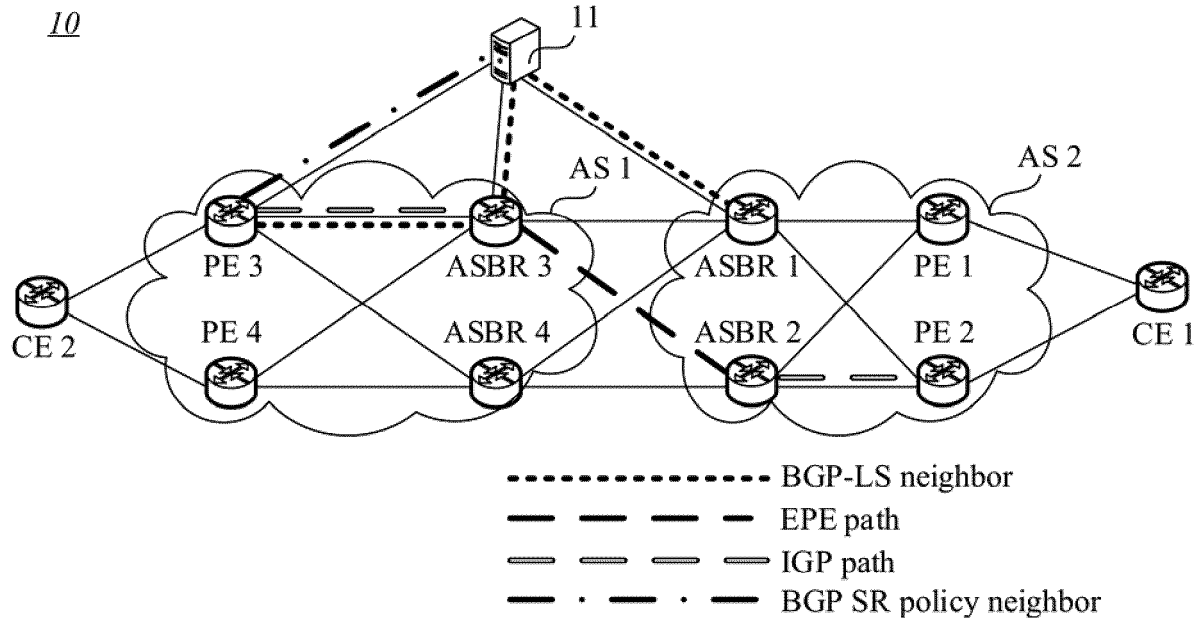 10
11
AS 1
AS 2
PE 3
ASBR 3
ASBR 1
PE 1
CE 2
PE 4
ASBR 4
ASBR 2
PE 2
CE 1
BGP-LS neighbor
EPE path
IGP path
BGP SR policy neighbor